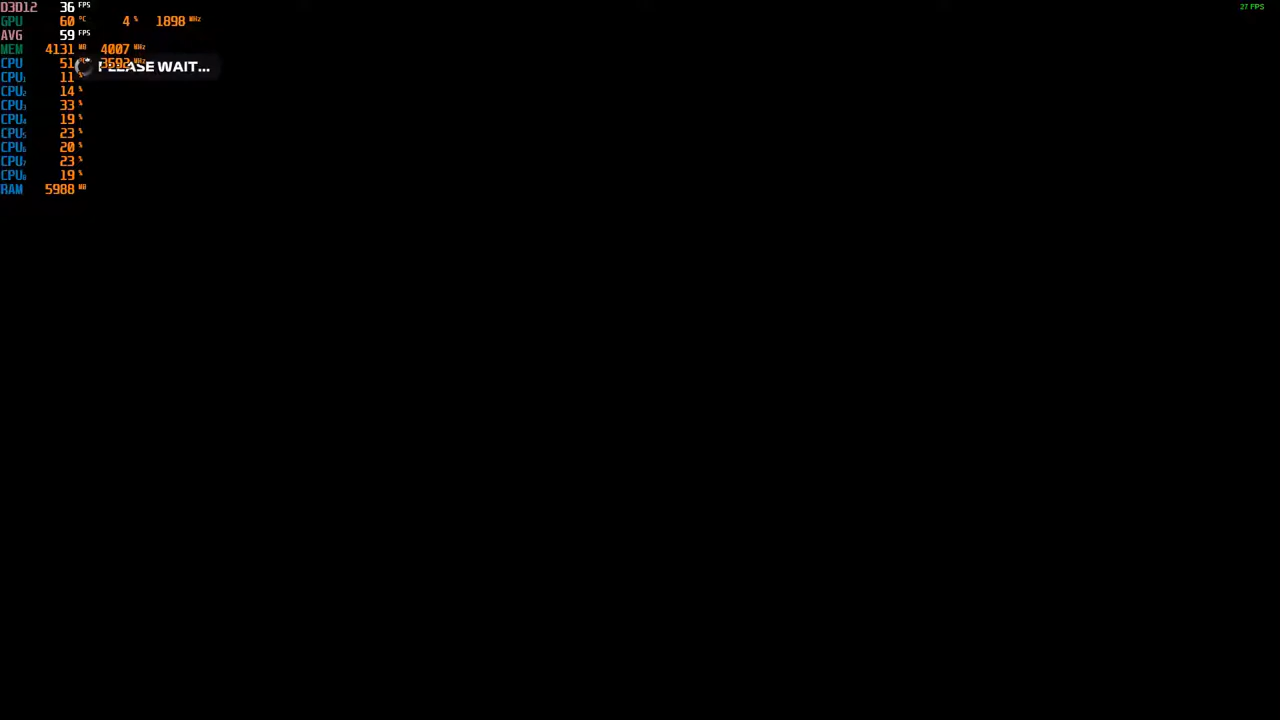 D3D12 36 FPS
27 FPS
GPU 60 °C 4 % 1898 MHz
AVG 59 FPS
MEM 4131 MB 4007 MHz
CPU 51 °C 3592 MHz
PLEASE WAIT...
CPU1 11 %
CPU2 14 %
CPU3 33 %
CPU4 19 %
CPU5 23 %
CPU6 20 %
CPU7 23 %
CPU8 19 %
RAM 5988 MB